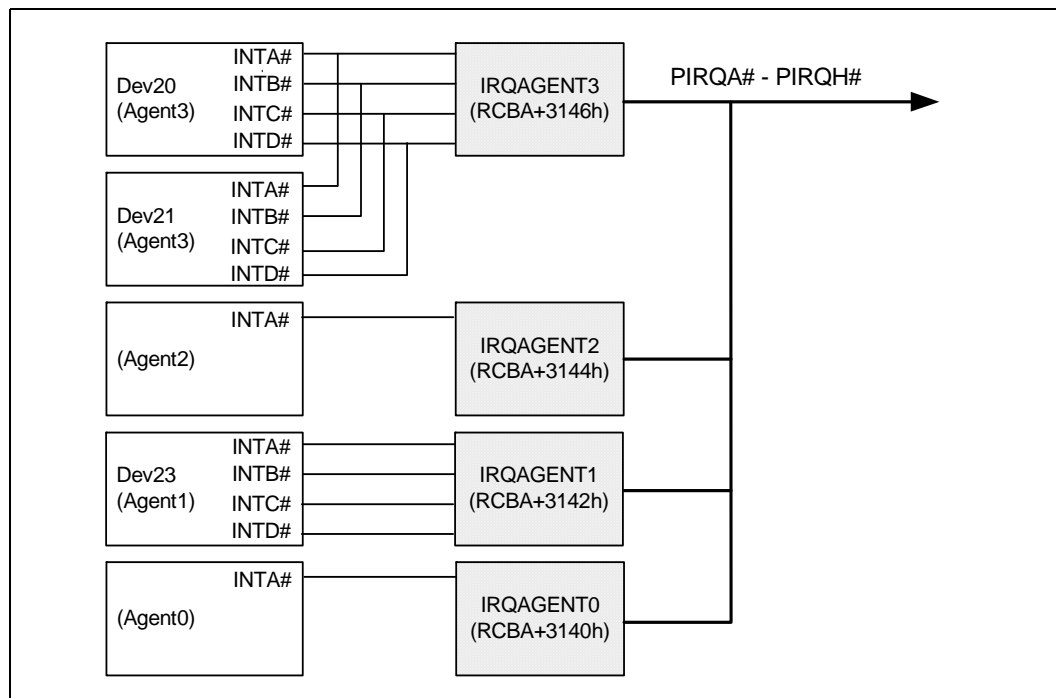 INTA#
INTB#
INTC#
INTD#
Dev20
(Agent3)
IRQAGENT3
(RCBA+3146h)
PIRQA# - PIRQH#
INTA#
INTB#
INTC#
INTD#
Dev21
(Agent3)
INTA#
(Agent2)
IRQAGENT2
(RCBA+3144h)
INTA#
INTB#
INTC#
INTD#
Dev23
(Agent1)
IRQAGENT1
(RCBA+3142h)
INTA#
(Agent0)
IRQAGENT0
(RCBA+3140h)